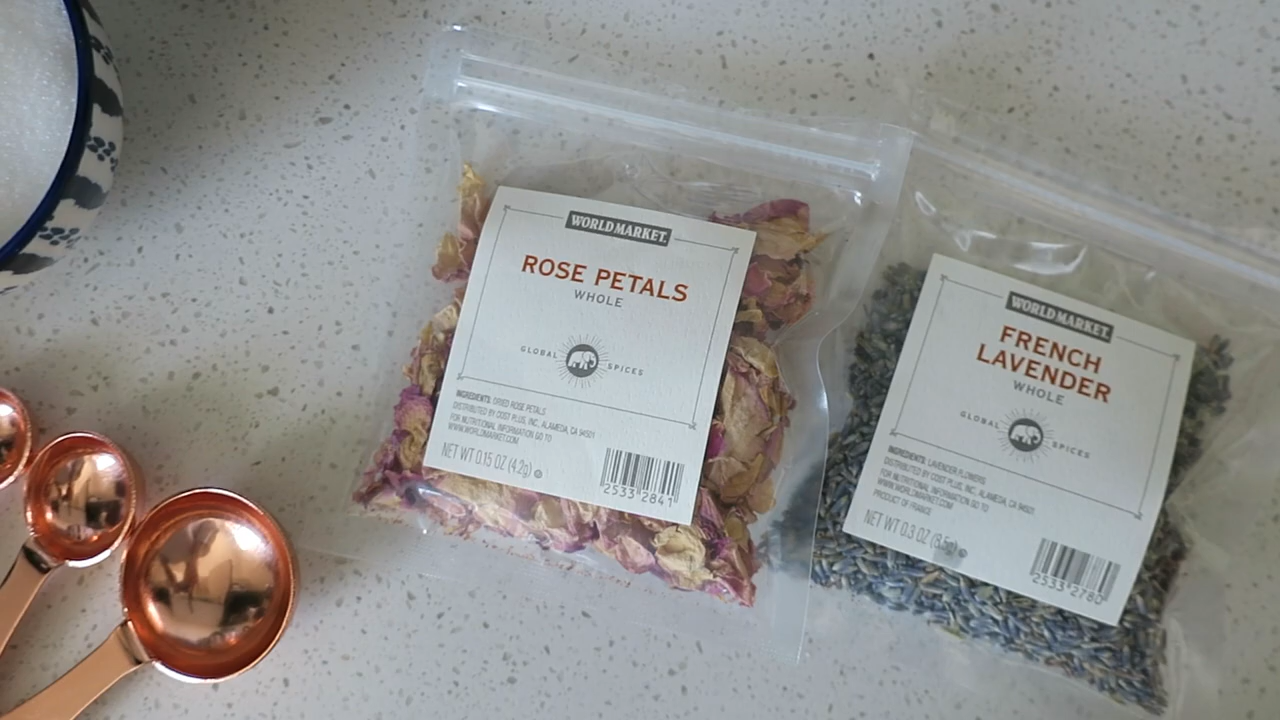 WORLD MARKET.
ROSE PETALS
WHOLE
GLOBAL SPICES
INGREDIENTS: DRIED ROSE PETALS
DISTRIBUTED BY COST PLUS, INC., ALAMEDA, CA 94501
FOR NUTRITIONAL INFORMATION GO TO
WWW.WORLDMARKET.COM
NET WT 0.15 OZ (4.2g)
2533 2841
WORLD MARKET.
FRENCH
LAVENDER
WHOLE
GLOBAL SPICES
INGREDIENTS: LAVENDER FLOWERS
DISTRIBUTED BY COST PLUS, INC., ALAMEDA, CA 94501
FOR NUTRITIONAL INFORMATION GO TO
WWW.WORLDMARKET.COM
PRODUCT OF FRANCE
NET WT 0.3 OZ (8.5g)
2533 2780